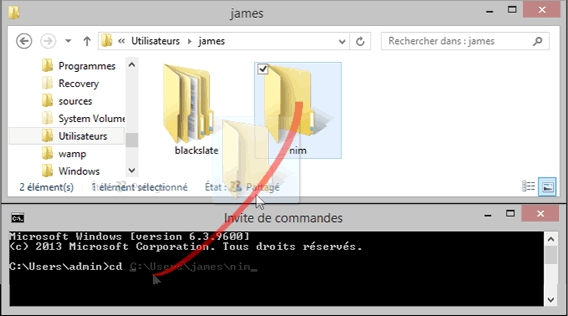 james
« Utilisateurs ▸ james
Rechercher dans : james
Programmes
Recovery
sources
System Volume
Utilisateurs
wamp
Windows
blackslate
nim
2 élément(s) 1 élément sélectionné État : Partagé
Invite de commandes
Microsoft Windows [version 6.3.9600]
(c) 2013 Microsoft Corporation. Tous droits réservés.
C:\Users\admin>cd C:\Users\james\nim_